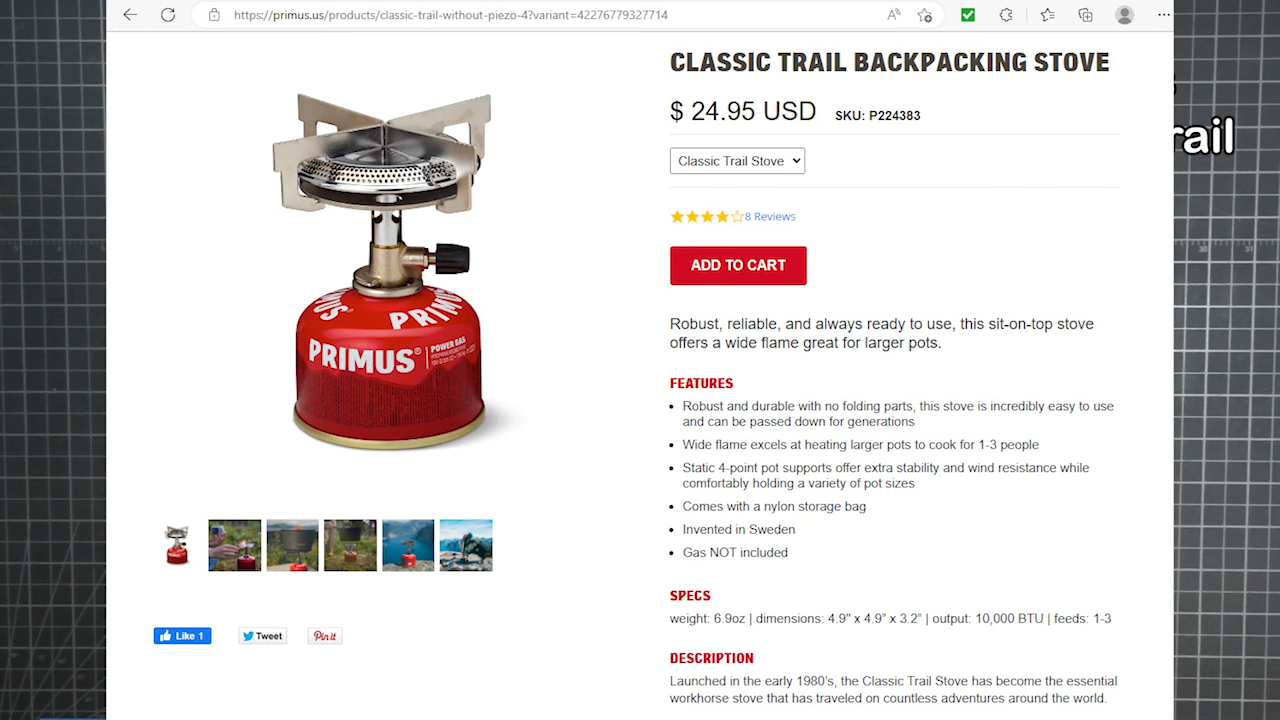 https://primus.us/products/classic-trail-without-piezo-4?variant=42276779327714
CLASSIC TRAIL BACKPACKING STOVE
$ 24.95 USD SKU: P224383
rail
Classic Trail Stove
8 Reviews
ADD TO CART
Robust, reliable, and always ready to use, this sit-on-top stove
offers a wide flame great for larger pots.
PRIMUS® POWER GAS
FEATURES
• Robust and durable with no folding parts, this stove is incredibly easy to use
and can be passed down for generations
• Wide flame excels at heating larger pots to cook for 1-3 people
• Static 4-point pot supports offer extra stability and wind resistance while
comfortably holding a variety of pot sizes
• Comes with a nylon storage bag
• Invented in Sweden
• Gas NOT included
SPECS
weight: 6.9oz | dimensions: 4.9" x 4.9" x 3.2" | output: 10,000 BTU | feeds: 1-3
Like 1 Tweet Pin it
DESCRIPTION
Launched in the early 1980's, the Classic Trail Stove has become the essential
workhorse stove that has traveled on countless adventures around the world.